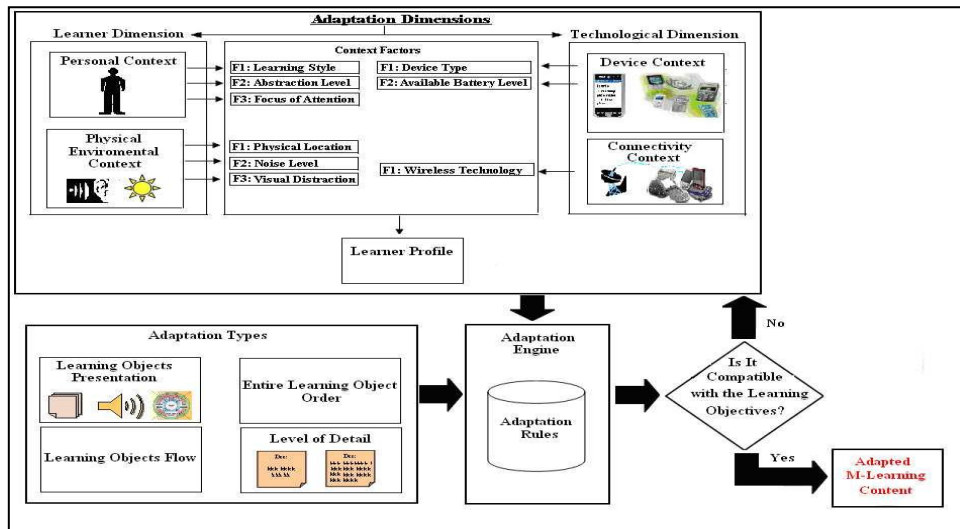 Adaptation Dimensions
Learner Dimension
Technological Dimension
Personal Context
Context Factors
F1: Learning Style
F2: Abstraction Level
F3: Focus of Attention
F1: Device Type
F2: Available Battery Level
Device Context
Physical
Enviromental
Context
F1: Physical Location
F2: Noise Level
F3: Visual Distraction
F1: Wireless Technology
Connectivity
Context
Learner Profile
Adaptation Types
Learning Objects
Presentation
Entire Learning Object
Order
Learning Objects Flow
Level of Detail
Adaptation
Engine
Adaptation
Rules
Is It
Compatible
with the Learning
Objectives?
No
Yes
Adapted
M-Learning
Content